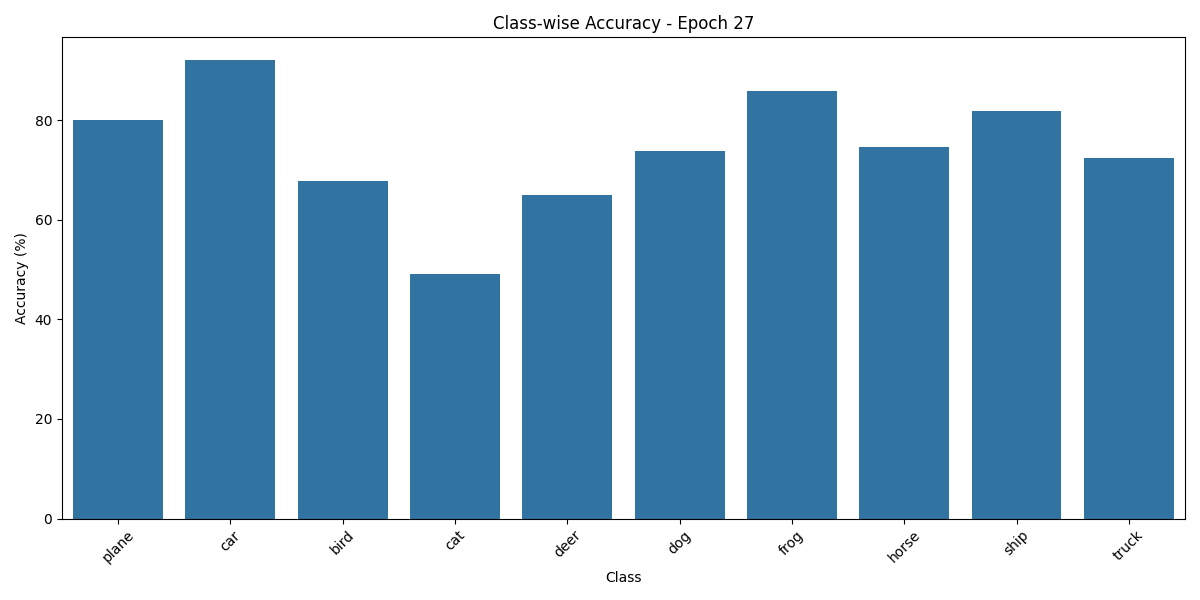 Class-wise Accuracy - Epoch 27
Accuracy (%)
80
60
40
20
0
plane
car
bird
cat
deer
dog
frog
horse
ship
truck
Class